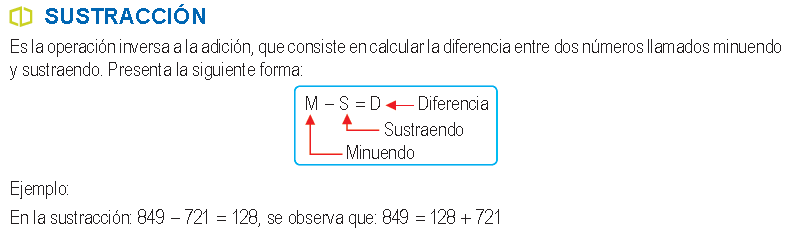 SUSTRACCIÓN
Es la operación inversa a la adición, que consiste en calcular la diferencia entre dos números llamados minuendo
y sustraendo. Presenta la siguiente forma:
M – S = D Diferencia
Sustraendo
Minuendo
Ejemplo:
En la sustracción: 849 – 721 = 128, se observa que: 849 = 128 + 721